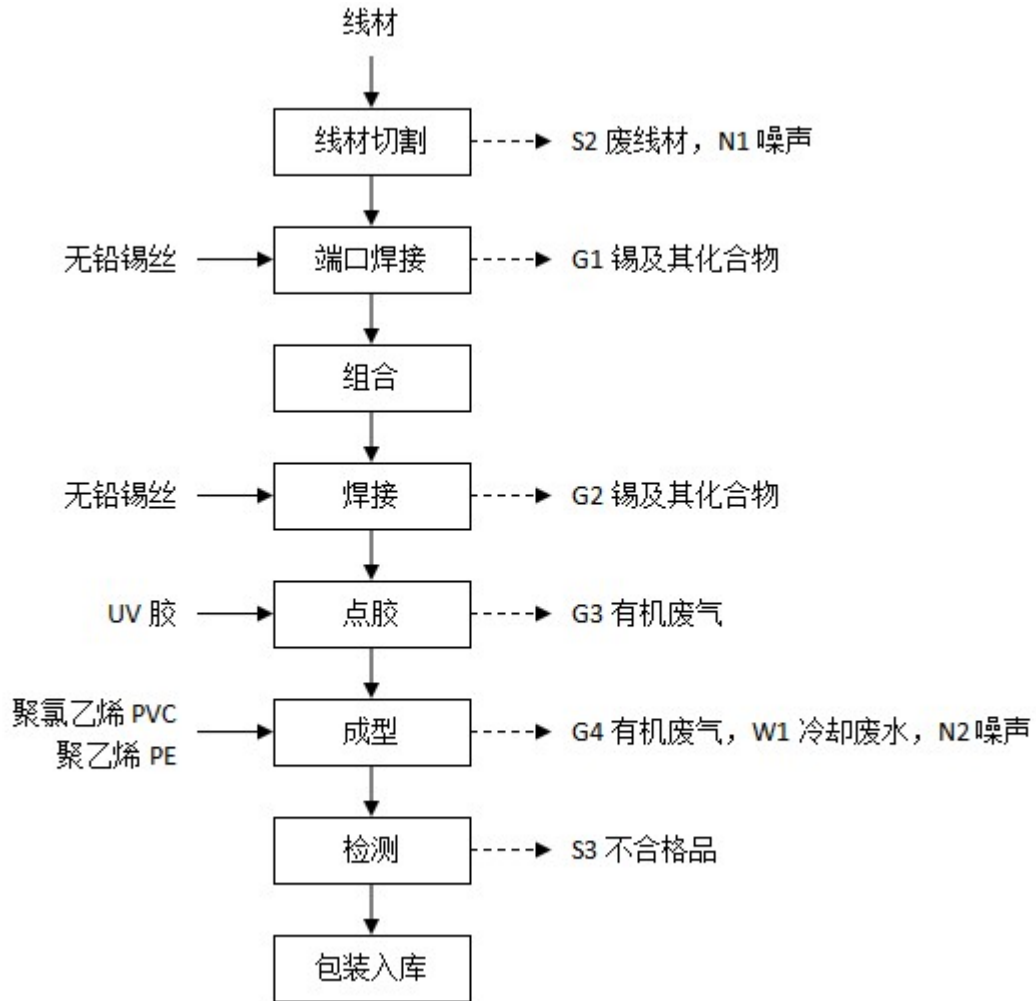 线材
线材切割
S2 废线材，N1 噪声
无铅锡丝
端口焊接
G1 锡及其化合物
组合
无铅锡丝
焊接
G2 锡及其化合物
UV 胶
点胶
G3 有机废气
聚氯乙烯 PVC
聚乙烯 PE
成型
G4 有机废气，W1 冷却废水，N2 噪声
检测
S3 不合格品
包装入库